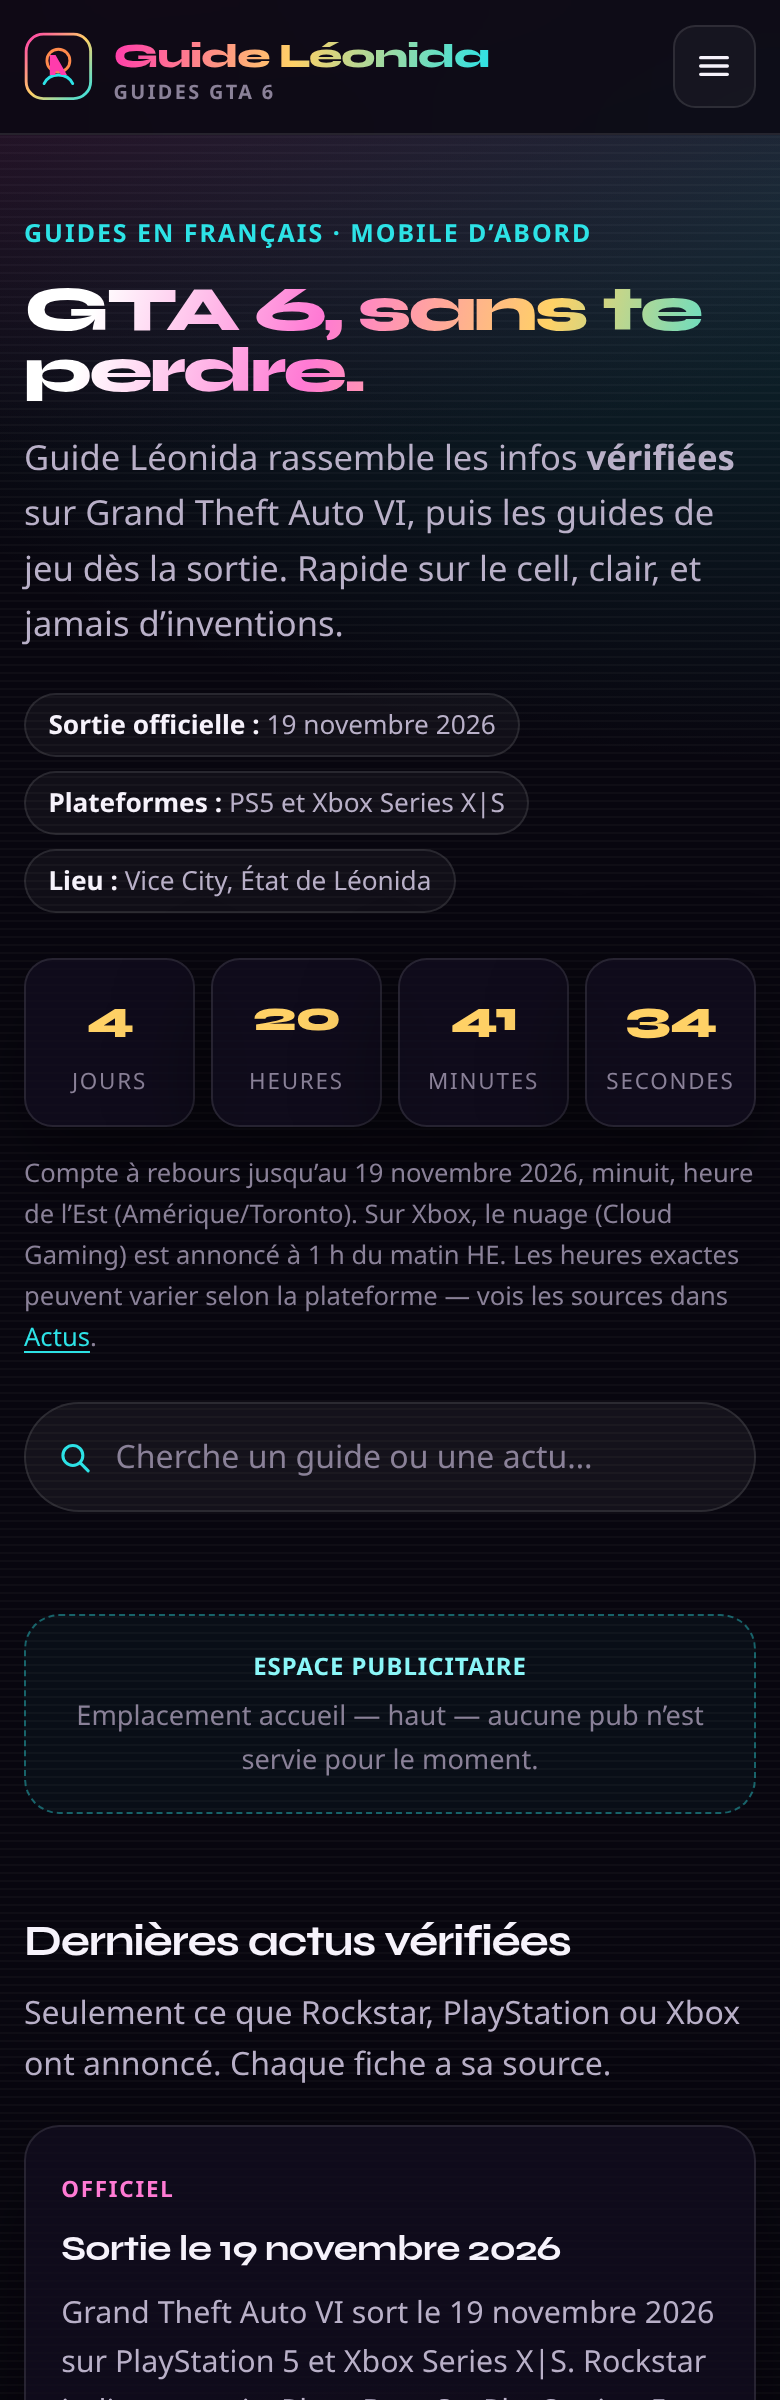 Guide Léonida
GUIDES GTA 6
GUIDES EN FRANÇAIS · MOBILE D’ABORD
GTA 6, sans te
perdre.
Guide Léonida rassemble les infos vérifiées
sur Grand Theft Auto VI, puis les guides de
jeu dès la sortie. Rapide sur le cell, clair, et
jamais d’inventions.
Sortie officielle : 19 novembre 2026
Plateformes : PS5 et Xbox Series X|S
Lieu : Vice City, État de Léonida
4 20 41 34
JOURS HEURES MINUTES SECONDES
Compte à rebours jusqu’au 19 novembre 2026, minuit, heure
de l’Est (Amérique/Toronto). Sur Xbox, le nuage (Cloud
Gaming) est annoncé à 1 h du matin HE. Les heures exactes
peuvent varier selon la plateforme — vois les sources dans
Actus.
Cherche un guide ou une actu…
ESPACE PUBLICITAIRE
Emplacement accueil — haut — aucune pub n’est
servie pour le moment.
Dernières actus vérifiées
Seulement ce que Rockstar, PlayStation ou Xbox
ont annoncé. Chaque fiche a sa source.
OFFICIEL
Sortie le 19 novembre 2026
Grand Theft Auto VI sort le 19 novembre 2026
sur PlayStation 5 et Xbox Series X|S. Rockstar